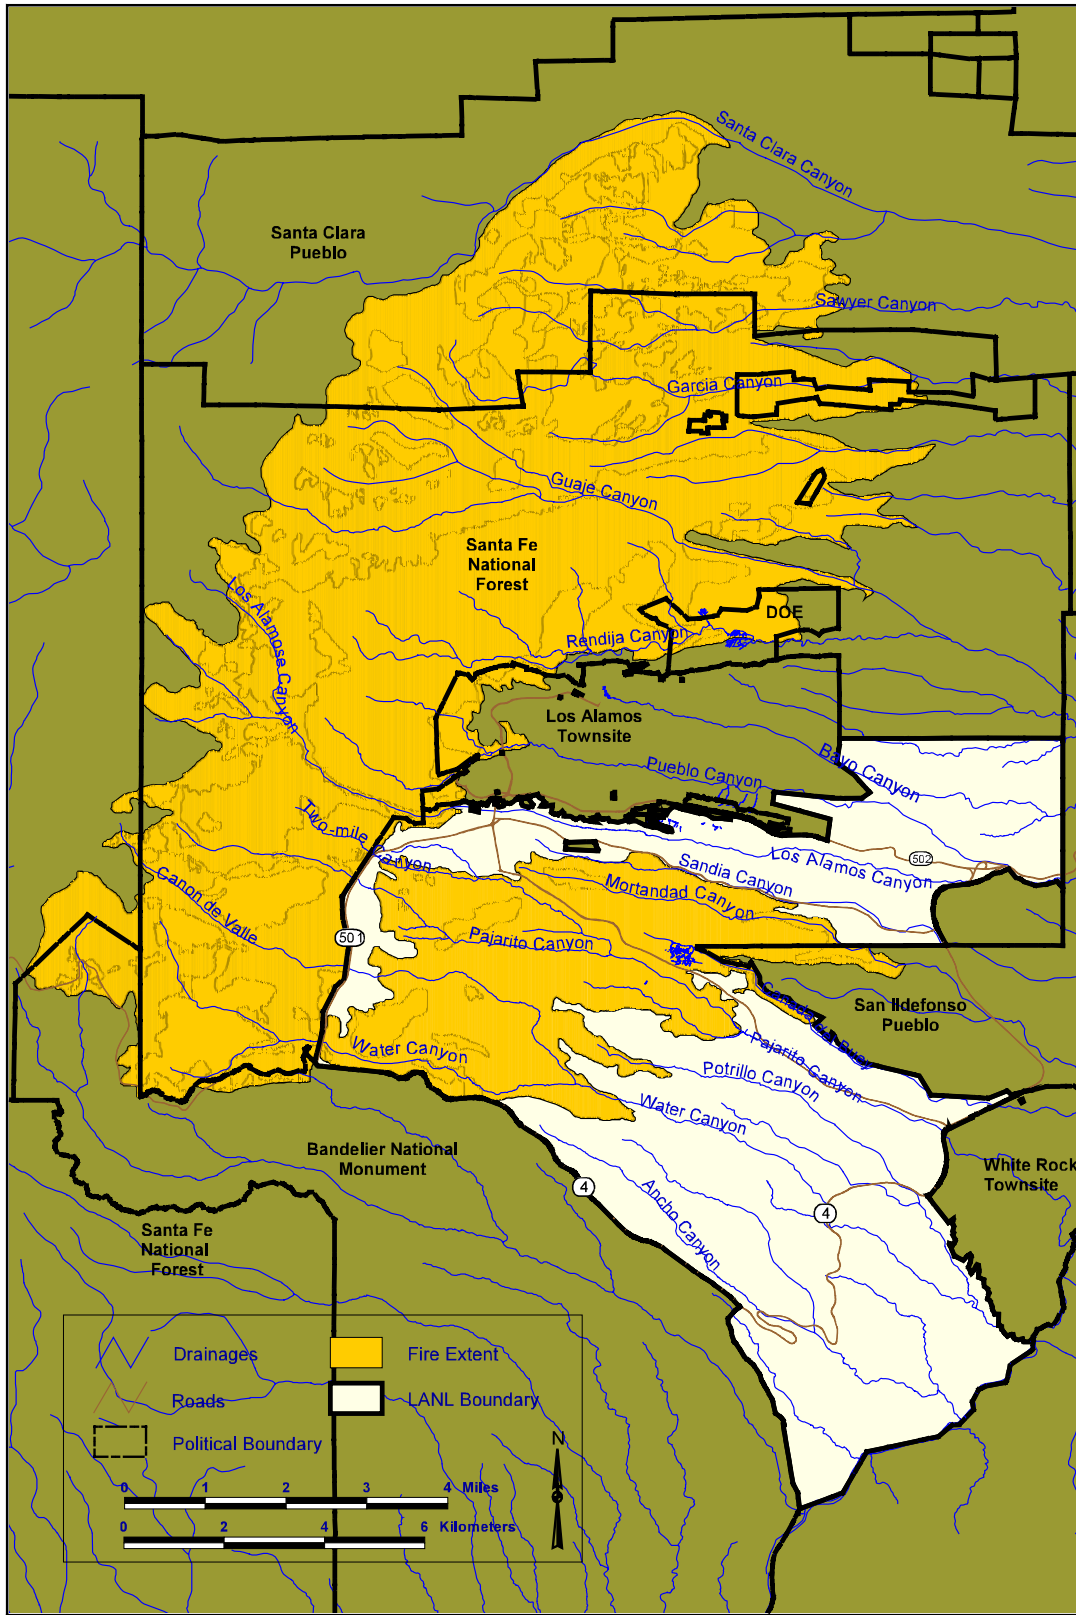 Santa Clara Canyon
Santa Clara
Pueblo
Sawyer Canyon
Garcia Canyon
Guaje Canyon
Santa Fe
National
Forest
Los Alamose Canyon
DOE
Rendija Canyon
Los Alamos
Townsite
Bayo Canyon
Pueblo Canyon
Two-mile Canyon
502
Los Alamos Canyon
Sandia Canyon
Mortandad Canyon
Canon de Valle
501
Pajarito Canyon
San Ildefonso
Pueblo
Canada del Buey
Pajarito Canyon
Water Canyon
Potrillo Canyon
Water Canyon
Bandelier National
Monument
White Rock
Townsite
4
4
Ancho Canyon
Santa Fe
National
Forest
Drainages
Fire Extent
Roads
LANL Boundary
Political Boundary
N
0 1 2 3 4 Miles
0 2 4 6 Kilometers